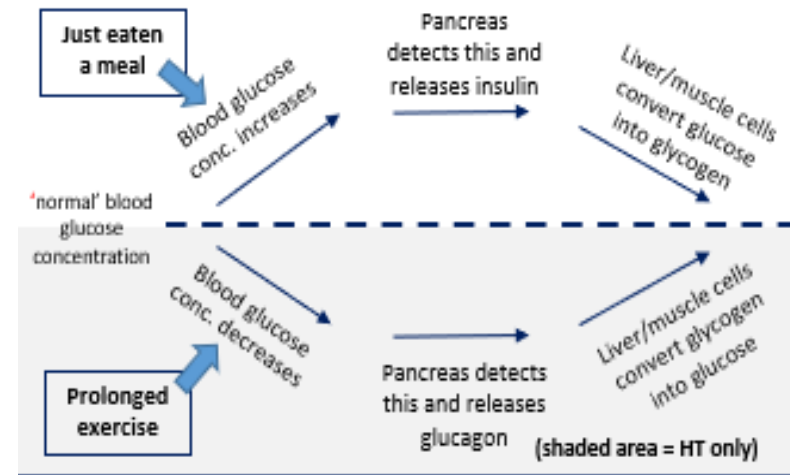 Just eaten
a meal
Blood glucose
conc. increases
Pancreas
detects this and
releases insulin
Liver/muscle cells
convert glucose
into glycogen
‘normal’ blood
glucose
concentration
Blood glucose
conc. decreases
Prolonged
exercise
Pancreas detects
this and releases
glucagon
Liver/muscle cells
convert glycogen
into glucose
(shaded area = HT only)